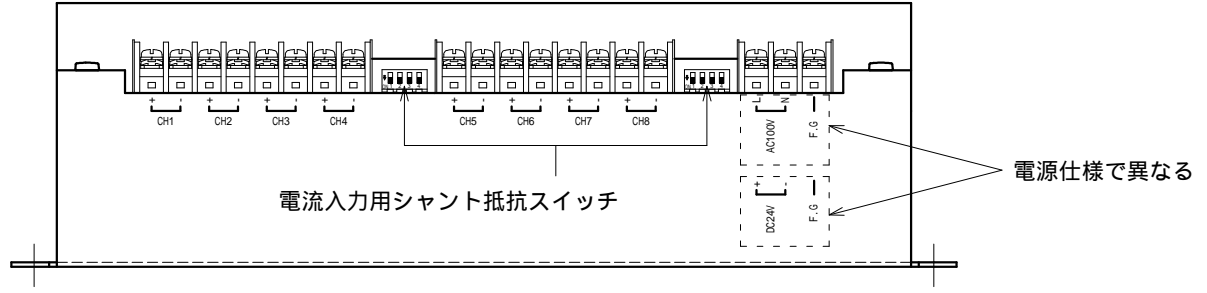 + - + - + - + - + - + - + - + -
CH1 CH2 CH3 CH4 CH5 CH6 CH7 CH8
L N F.G
AC100V
電源仕様で異なる
電流入力用シャント抵抗スイッチ
+ - F.G
DC24V